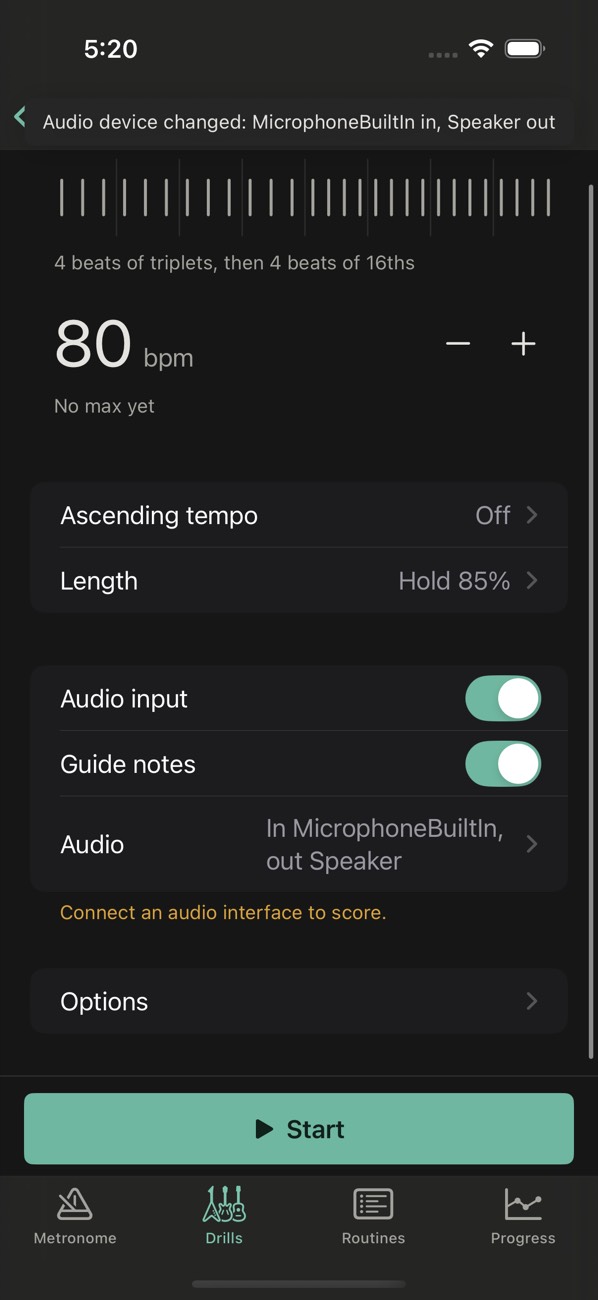 5:20
Audio device changed: MicrophoneBuiltIn in, Speaker out
4 beats of triplets, then 4 beats of 16ths
80 bpm
No max yet
Ascending tempo Off
Length Hold 85%
Audio input
Guide notes
Audio In MicrophoneBuiltIn,
out Speaker
Connect an audio interface to score.
Options
Start
Metronome Drills Routines Progress